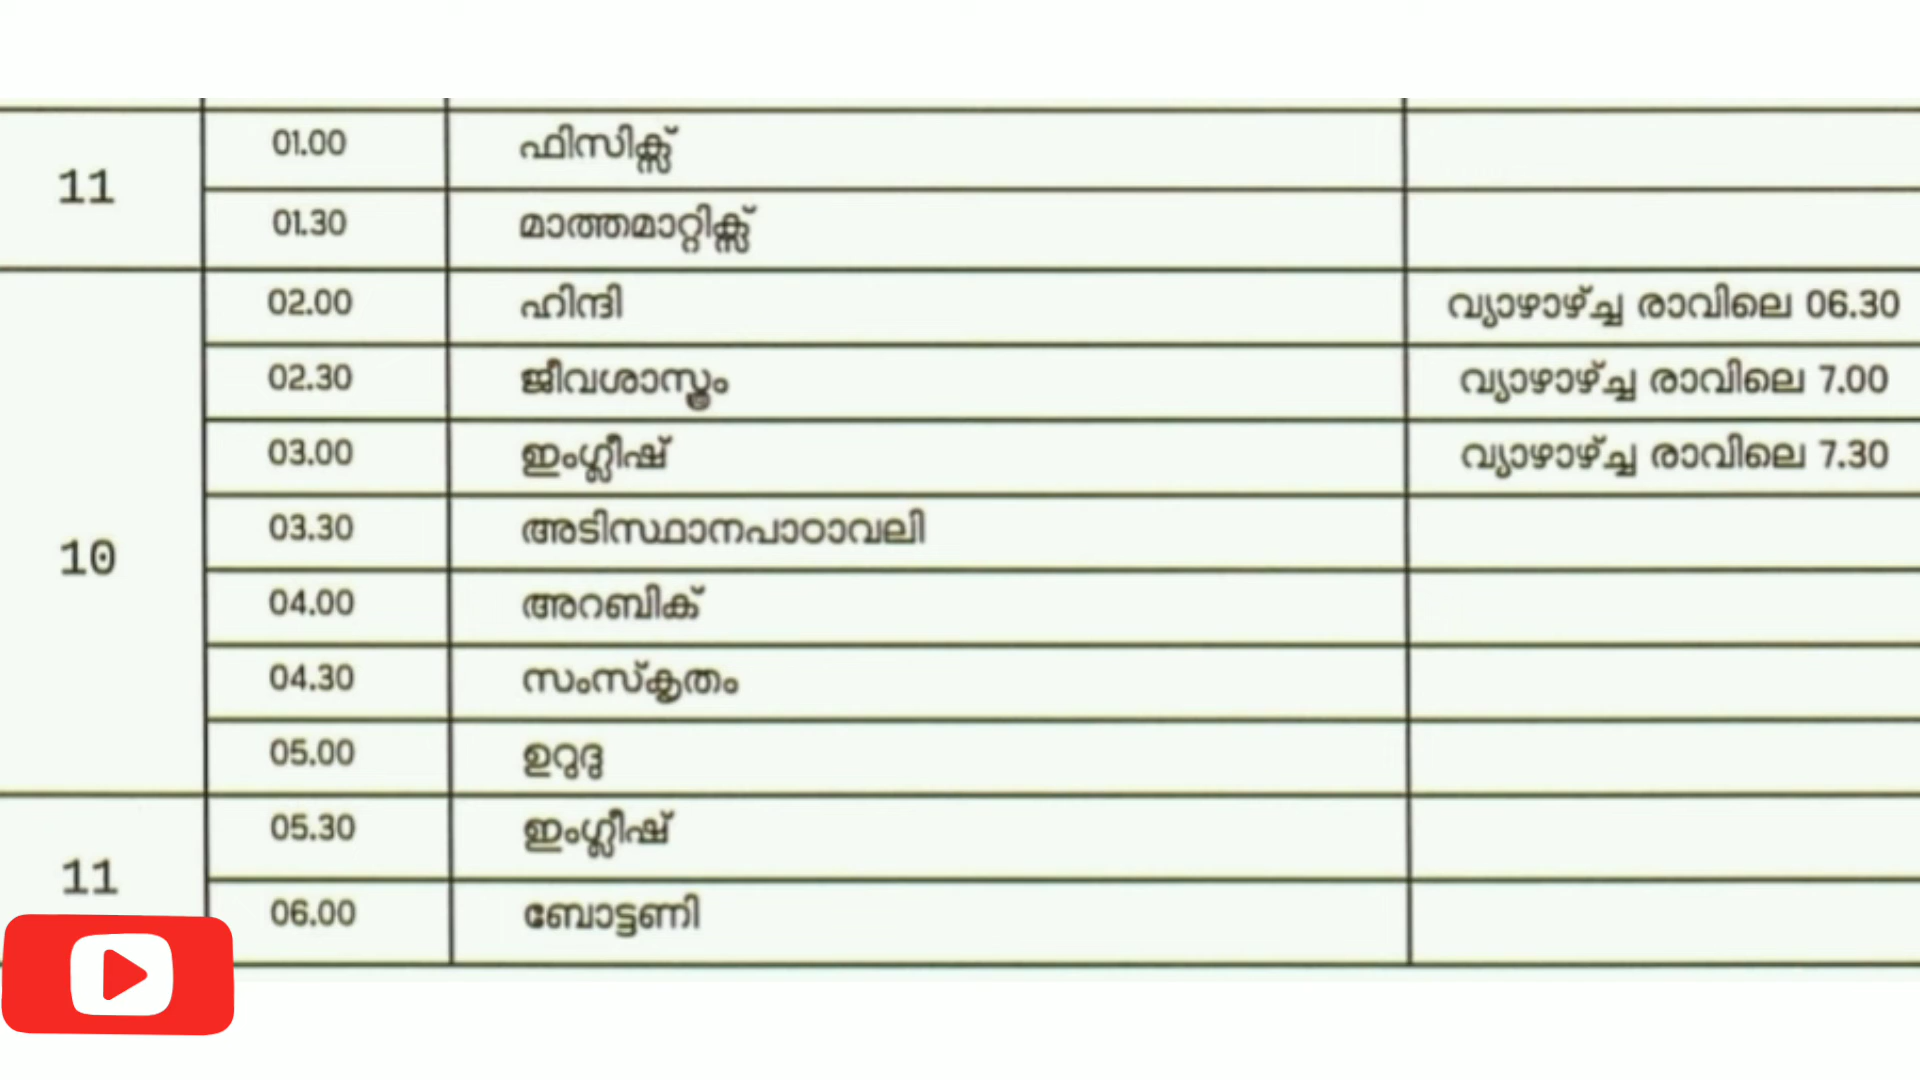 11
01.00 ഫിസിക്സ്
01.30 മാത്തമാറ്റിക്സ്
10
02.00 ഹിന്ദി വ്യാഴാഴ്ച്ച രാവിലെ 06.30
02.30 ജീവശാസ്ത്രം വ്യാഴാഴ്ച്ച രാവിലെ 7.00
03.00 ഇംഗ്ലീഷ് വ്യാഴാഴ്ച്ച രാവിലെ 7.30
03.30 അടിസ്ഥാനപാഠാവലി
04.00 അറബിക്
04.30 സംസ്കൃതം
05.00 ഉറുദു
11
05.30 ഇംഗ്ലീഷ്
06.00 ബോട്ടണി